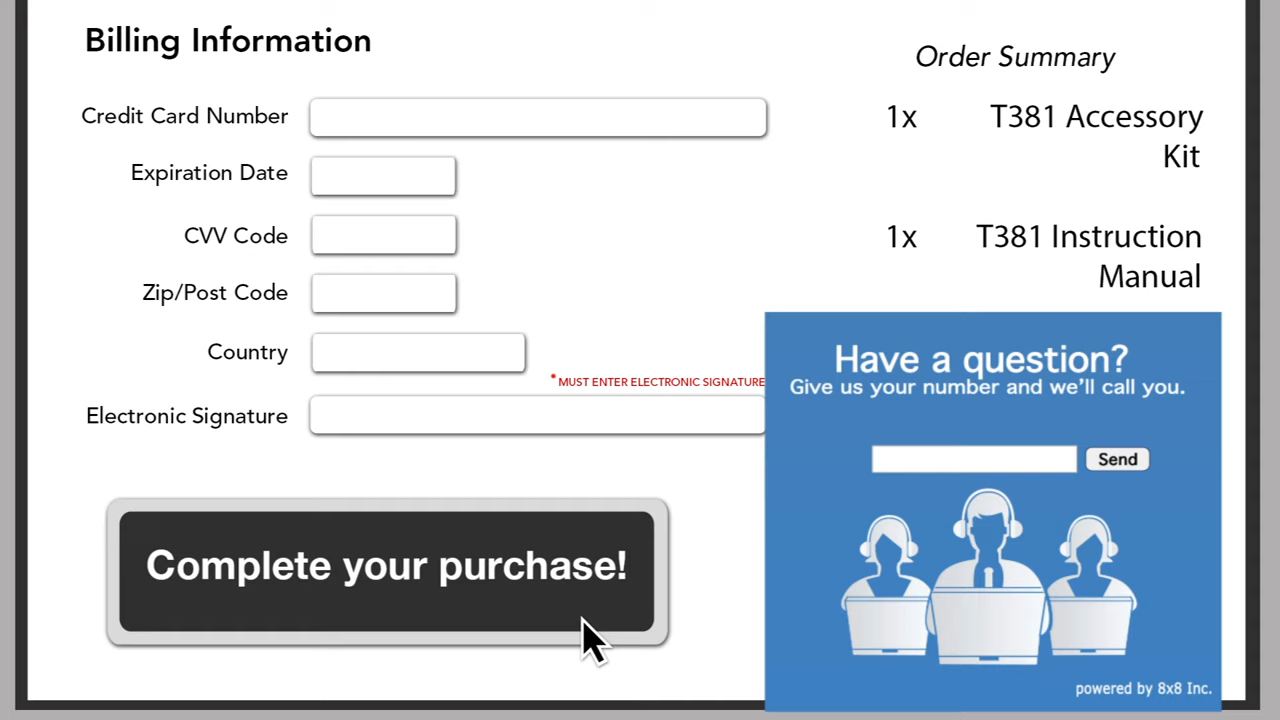 Billing Information
Order Summary
Credit Card Number
1x T381 Accessory
Kit
Expiration Date
CVV Code
1x T381 Instruction
Manual
Zip/Post Code
Country
* MUST ENTER ELECTRONIC SIGNATURE
Electronic Signature
Have a question?
Give us your number and we'll call you.
Send
Complete your purchase!
powered by 8x8 Inc.